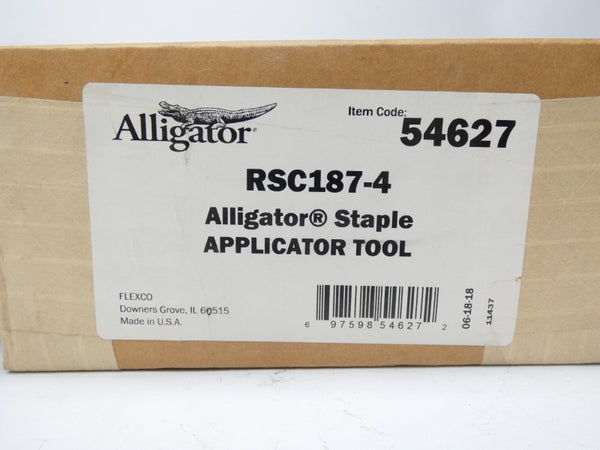 Alligator®
Item Code: 54627
RSC187-4
Alligator® Staple
APPLICATOR TOOL
FLEXCO
Downers Grove, IL 60515
Made in U.S.A.
6 97598 54627 2
06-18-18
11437